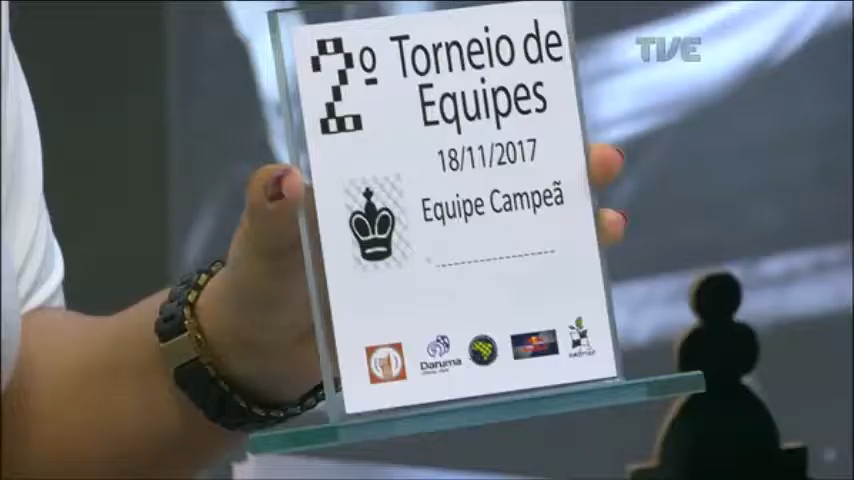 TVE
2º Torneio de
Equipes
18/11/2017
Equipe Campeã
Daruma